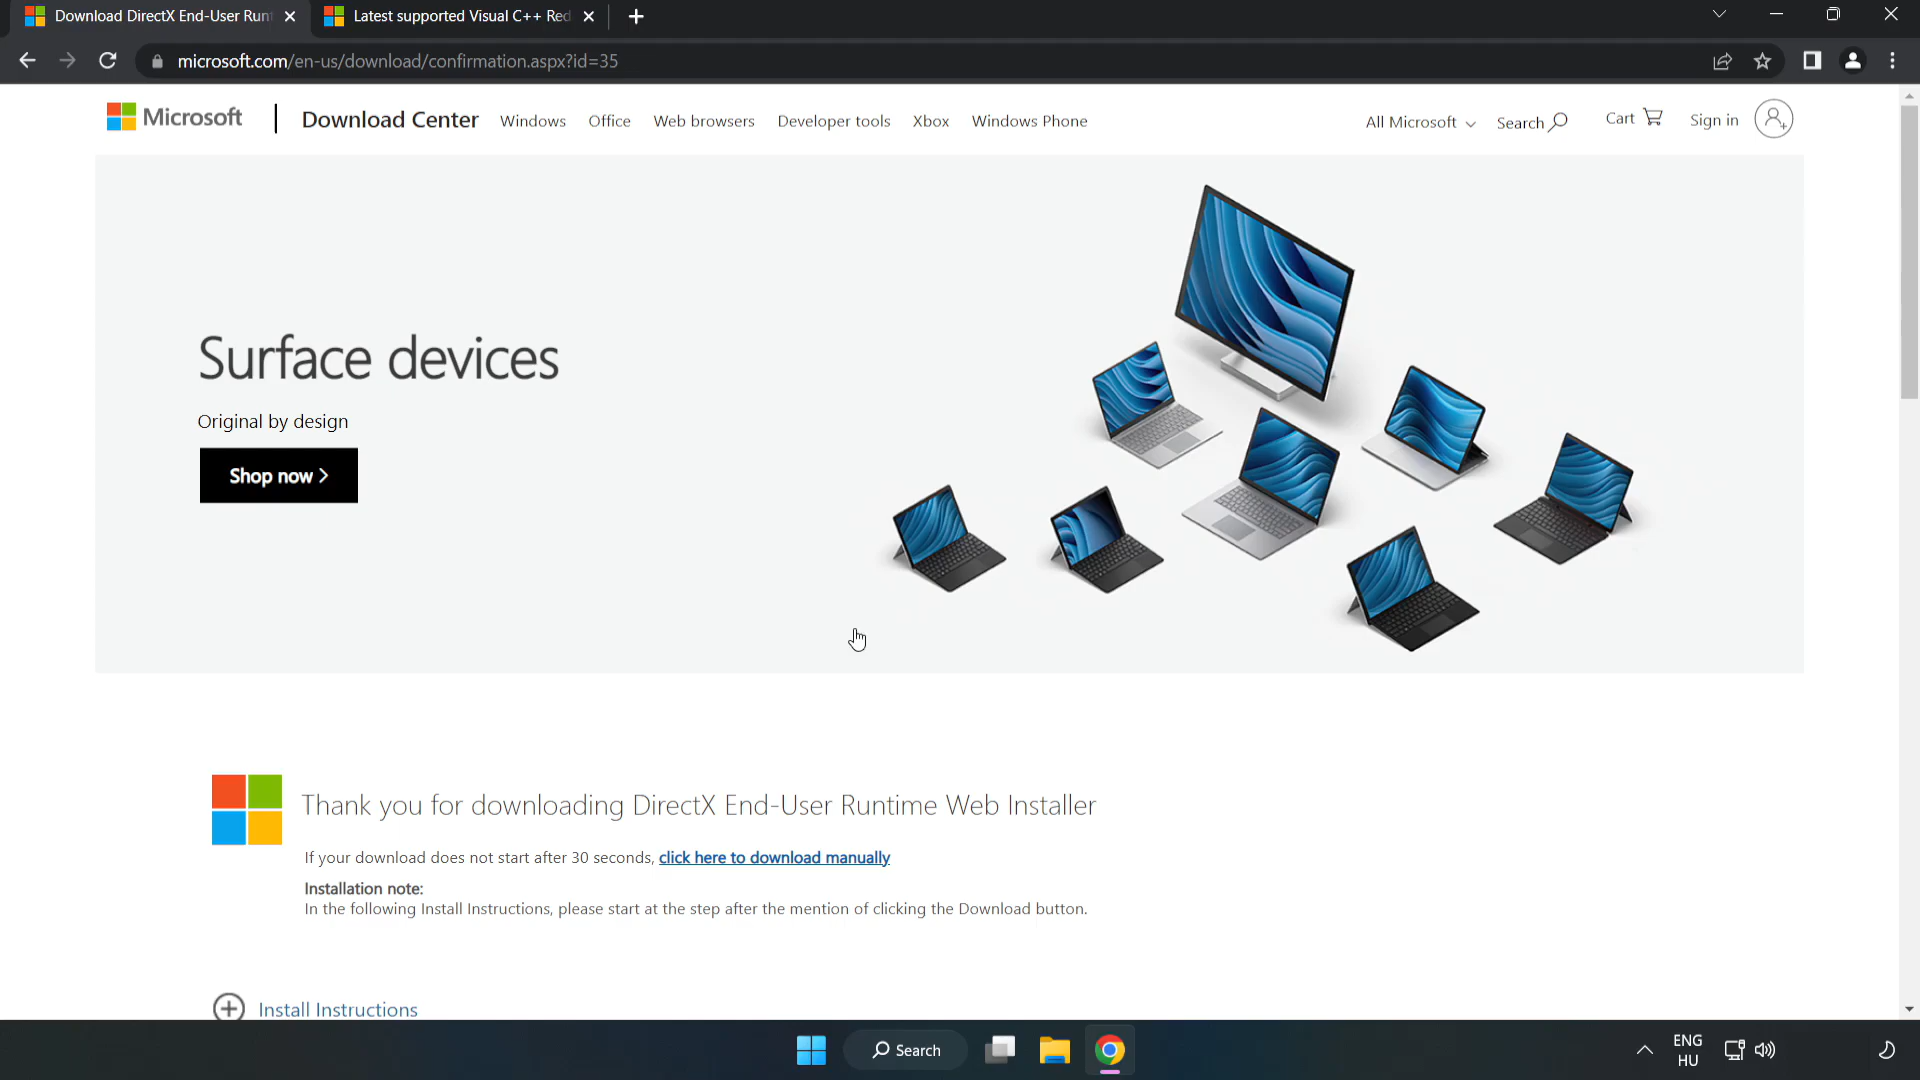 Download DirectX End-User Runt
Latest supported Visual C++ Red
microsoft.com/en-us/download/confirmation.aspx?id=35
Microsoft
Download Center
Windows
Office
Web browsers
Developer tools
Xbox
Windows Phone
All Microsoft
Search
Cart
Sign in
Surface devices
Original by design
Shop now >
Thank you for downloading DirectX End-User Runtime Web Installer
If your download does not start after 30 seconds, click here to download manually
Installation note:
In the following Install Instructions, please start at the step after the mention of clicking the Download button.
Install Instructions
Search
ENG
HU